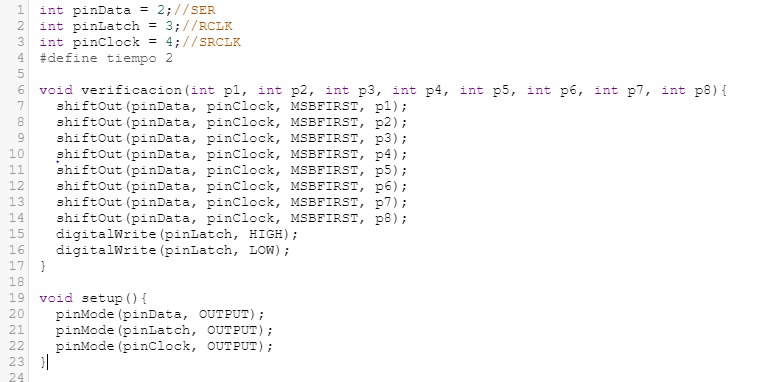 1 int pinData = 2;//SER
2 int pinLatch = 3;//RCLK
3 int pinClock = 4;//SRCLK
4 #define tiempo 2
5
6 void verificacion(int p1, int p2, int p3, int p4, int p5, int p6, int p7, int p8){
7   shiftOut(pinData, pinClock, MSBFIRST, p1);
8   shiftOut(pinData, pinClock, MSBFIRST, p2);
9   shiftOut(pinData, pinClock, MSBFIRST, p3);
10   shiftOut(pinData, pinClock, MSBFIRST, p4);
11   shiftOut(pinData, pinClock, MSBFIRST, p5);
12   shiftOut(pinData, pinClock, MSBFIRST, p6);
13   shiftOut(pinData, pinClock, MSBFIRST, p7);
14   shiftOut(pinData, pinClock, MSBFIRST, p8);
15   digitalWrite(pinLatch, HIGH);
16   digitalWrite(pinLatch, LOW);
17 }
18
19 void setup(){
20   pinMode(pinData, OUTPUT);
21   pinMode(pinLatch, OUTPUT);
22   pinMode(pinClock, OUTPUT);
23 }
24